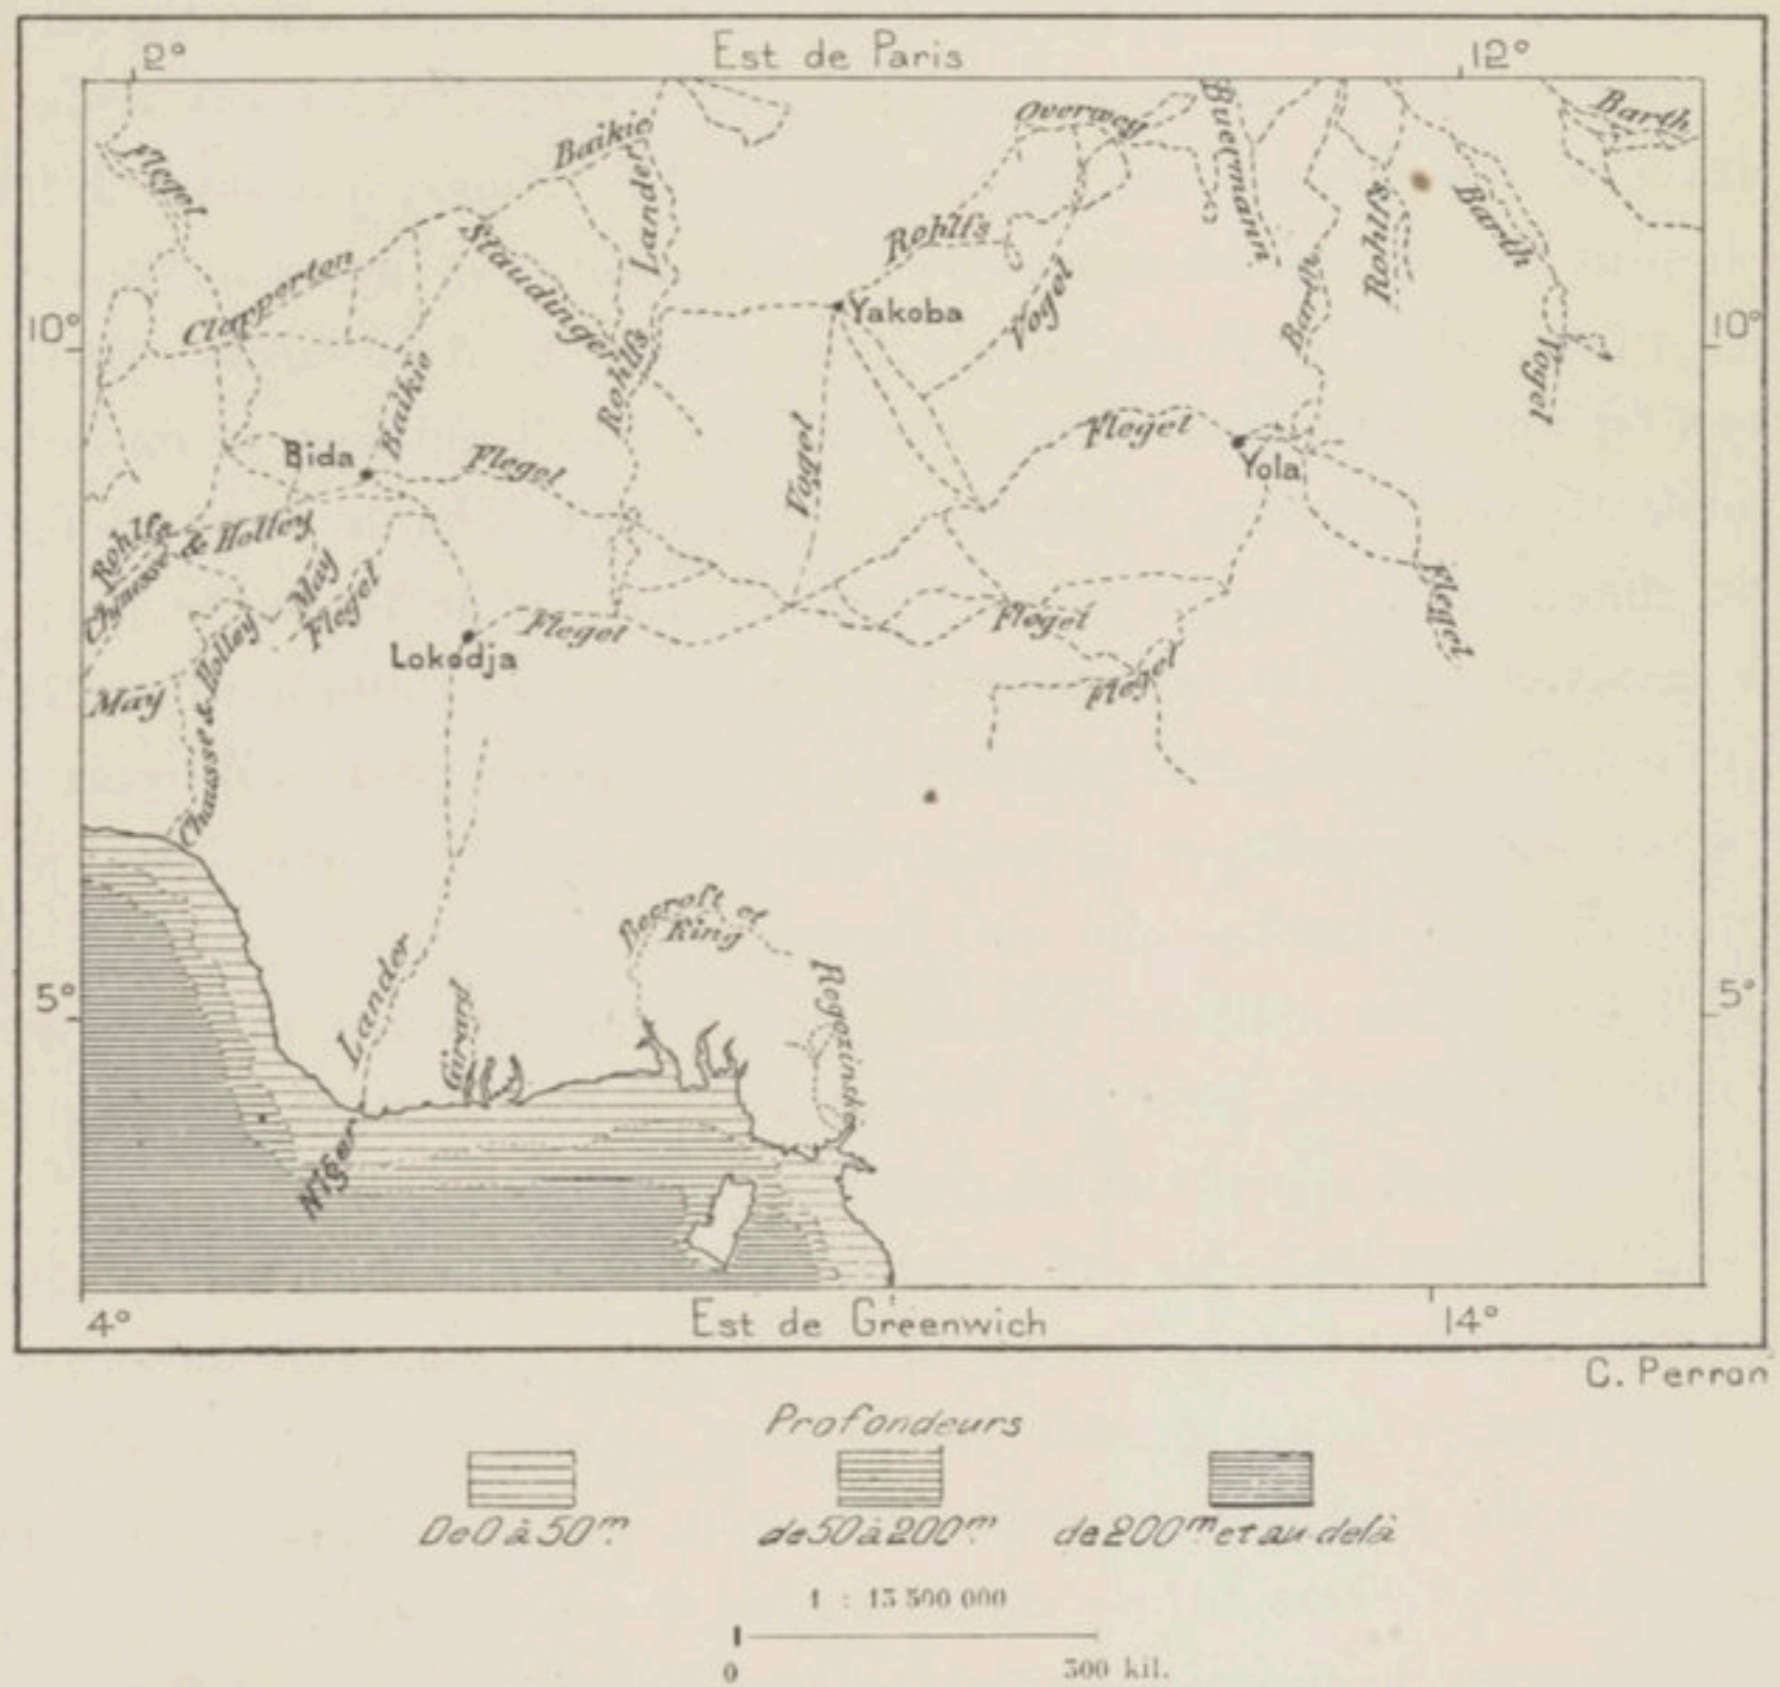 2° Est de Paris 12°
Flegel
Baikie
Lander
Overweg
Buermann
Barth
Clapperton
Staudinger
Rohlfs
Rohlfs
Barth
10° Yakoba Vogel Barth 10°
Rohlfs
Vogel
Baikie
Bida
Flegel
Vogel
Flegel
Yola
Rohlfs
Chausse & Holley
May
Flegel
Flegel
Flegel
Flegel
Lokodja
Flegel
May
Chausse & Holley
Becroft et
King
Rogozinski
5° Lander 5°
Girard
Niger
4° Est de Greenwich 14°
C. Perron
Profondeurs
De 0 à 50m. de 50 à 200m. de 200m. et au delà
1 : 13 500 000
0 300 kil.